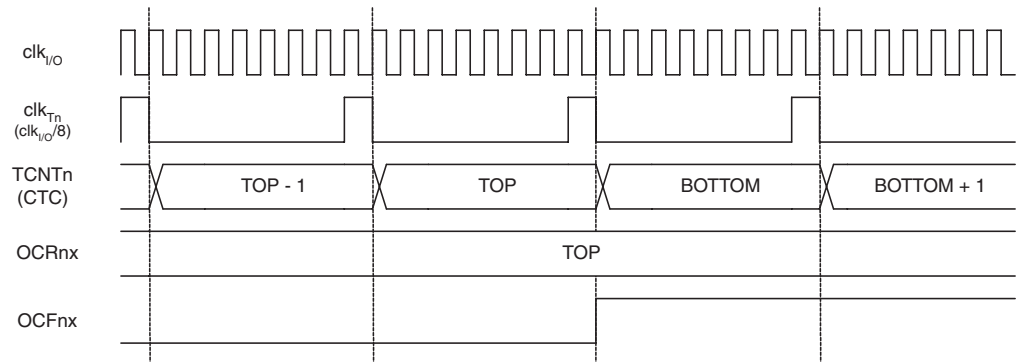 clkI/O
clkTn
(clkI/O/8)
TCNTn
(CTC)
TOP - 1
TOP
BOTTOM
BOTTOM + 1
OCRnx
TOP
OCFnx